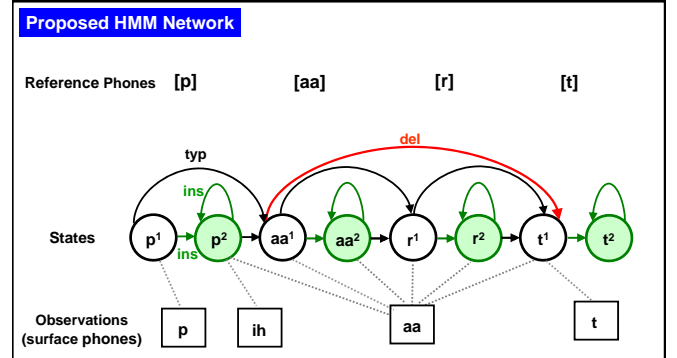 Proposed HMM Network
Reference Phones [p] [aa] [r] [t]
del
typ
ins
States p¹ p² aa¹ aa² r¹ r² t¹ t²
ins
Observations
(surface phones)
p ih aa t